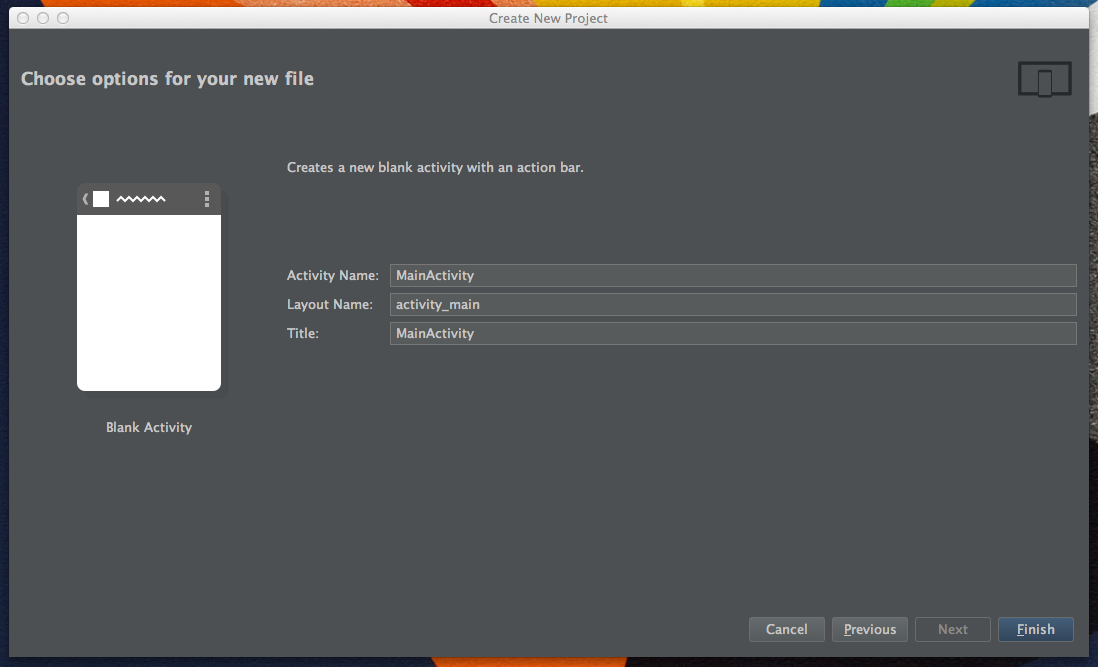 Create New Project
Choose options for your new file
Creates a new blank activity with an action bar.
Activity Name: MainActivity
Layout Name: activity_main
Title: MainActivity
Blank Activity
Cancel Previous Next Finish